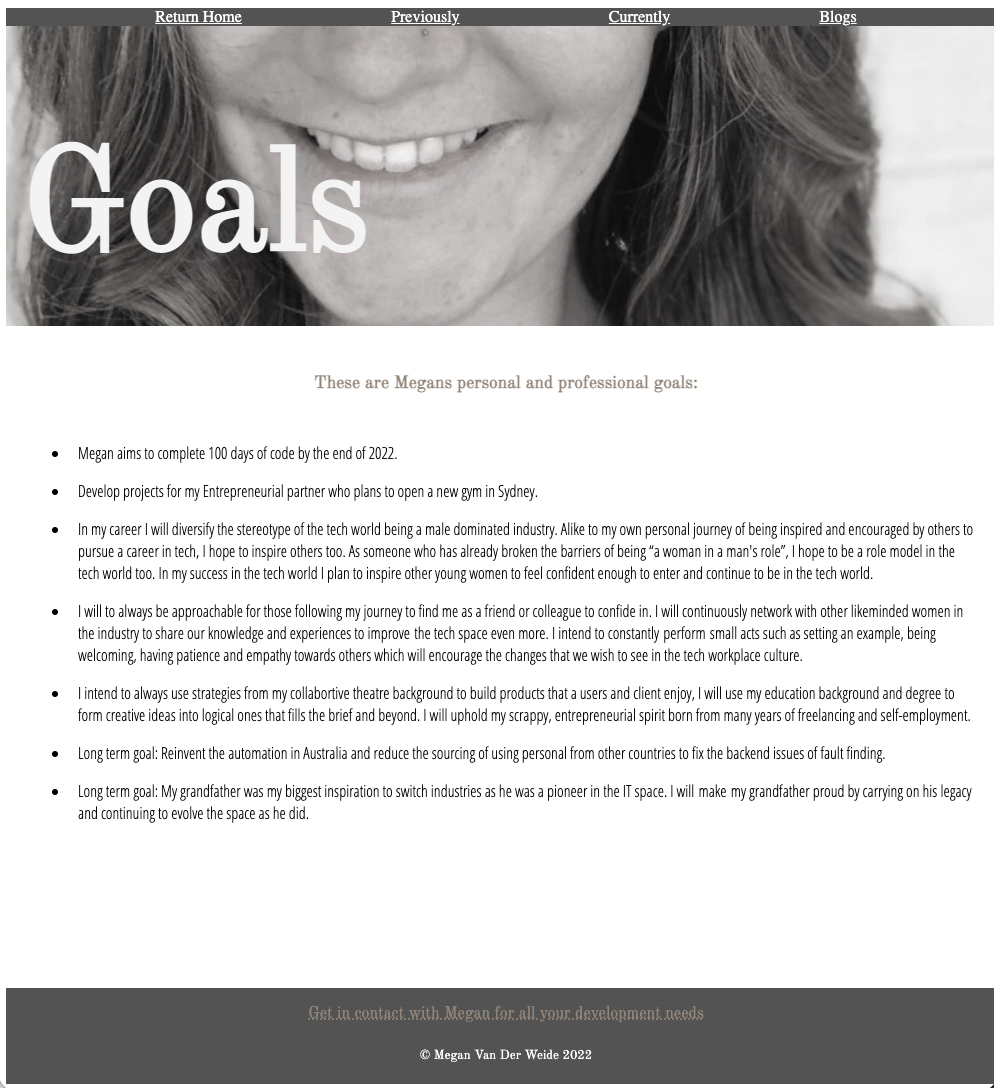 Return Home Previously Currently Blogs
Goals
These are Megans personal and professional goals:
• Megan aims to complete 100 days of code by the end of 2022.
• Develop projects for my Entrepreneurial partner who plans to open a new gym in Sydney.
• In my career I will diversify the stereotype of the tech world being a male dominated industry. Alike to my own personal journey of being inspired and encouraged by others to
pursue a career in tech, I hope to inspire others too. As someone who has already broken the barriers of being “a woman in a man's role”, I hope to be a role model in the
tech world too. In my success in the tech world I plan to inspire other young women to feel confident enough to enter and continue to be in the tech world.
• I will to always be approachable for those following my journey to find me as a friend or colleague to confide in. I will continuously network with other likeminded women in
the industry to share our knowledge and experiences to improve the tech space even more. I intend to constantly perform small acts such as setting an example, being
welcoming, having patience and empathy towards others which will encourage the changes that we wish to see in the tech workplace culture.
• I intend to always use strategies from my collabortive theatre background to build products that a users and client enjoy, I will use my education background and degree to
form creative ideas into logical ones that fills the brief and beyond. I will uphold my scrappy, entrepreneurial spirit born from many years of freelancing and self-employment.
• Long term goal: Reinvent the automation in Australia and reduce the sourcing of using personal from other countries to fix the backend issues of fault finding.
• Long term goal: My grandfather was my biggest inspiration to switch industries as he was a pioneer in the IT space. I will make my grandfather proud by carrying on his legacy
and continuing to evolve the space as he did.
Get in contact with Megan for all your development needs
© Megan Van Der Weide 2022